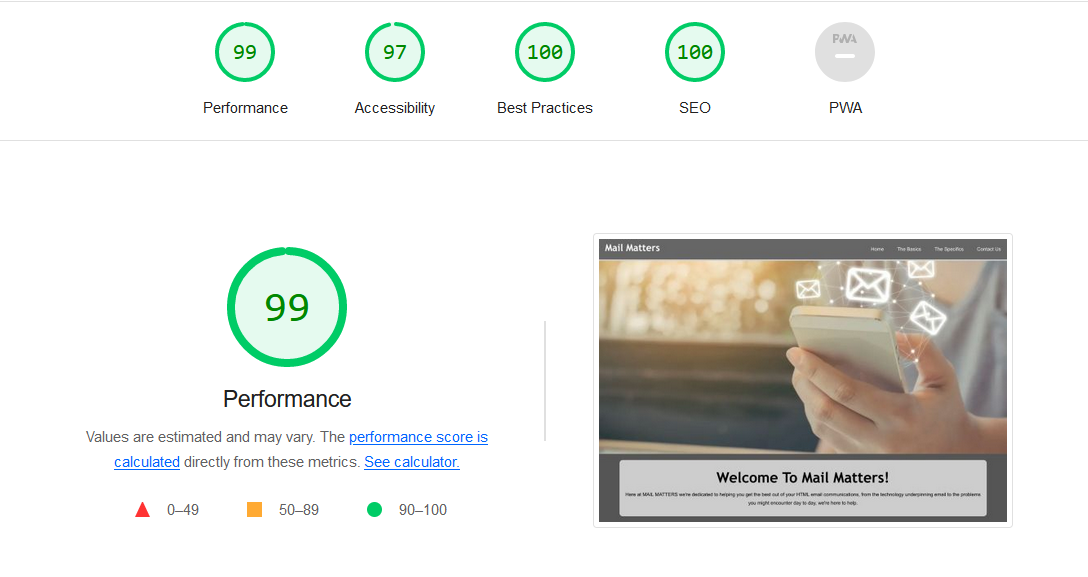 99
97
100
100
PWA
Performance
Accessibility
Best Practices
SEO
PWA
99
Performance
Values are estimated and may vary. The performance score is
calculated directly from these metrics. See calculator.
0–49
50–89
90–100
Mail Matters
Home
The Basics
The Specifics
Contact Us
Welcome To Mail Matters!
Here at MAIL MATTERS we're dedicated to helping you get the best out of your HTML email communications, from the technology underpinning email to the problems
you might encounter day to day, we're here to help.